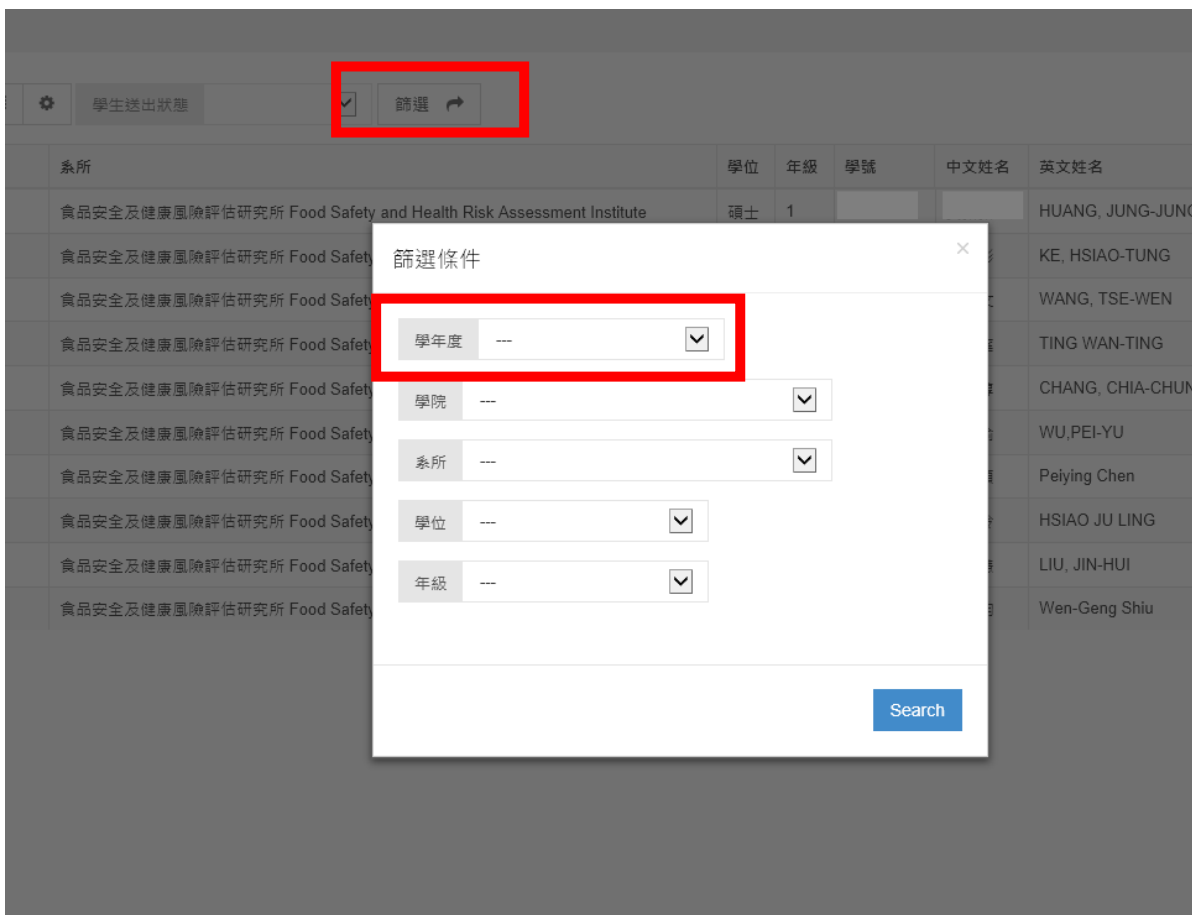 學生送出狀態 篩選
系所 學位 年級 學號 中文姓名 英文姓名
食品安全及健康風險評估研究所 Food Safety and Health Risk Assessment Institute 碩士 1 HUANG, JUNG-JUNG
食品安全及健康風險評估研究所 Food Safety KE, HSIAO-TUNG
食品安全及健康風險評估研究所 Food Safety WANG, TSE-WEN
食品安全及健康風險評估研究所 Food Safety TING WAN-TING
食品安全及健康風險評估研究所 Food Safety CHANG, CHIA-CHUN
食品安全及健康風險評估研究所 Food Safety WU,PEI-YU
食品安全及健康風險評估研究所 Food Safety Peiying Chen
食品安全及健康風險評估研究所 Food Safety HSIAO JU LING
食品安全及健康風險評估研究所 Food Safety LIU, JIN-HUI
食品安全及健康風險評估研究所 Food Safety Wen-Geng Shiu
篩選條件 ×
學年度 ---
學院 ---
系所 ---
學位 ---
年級 ---
Search